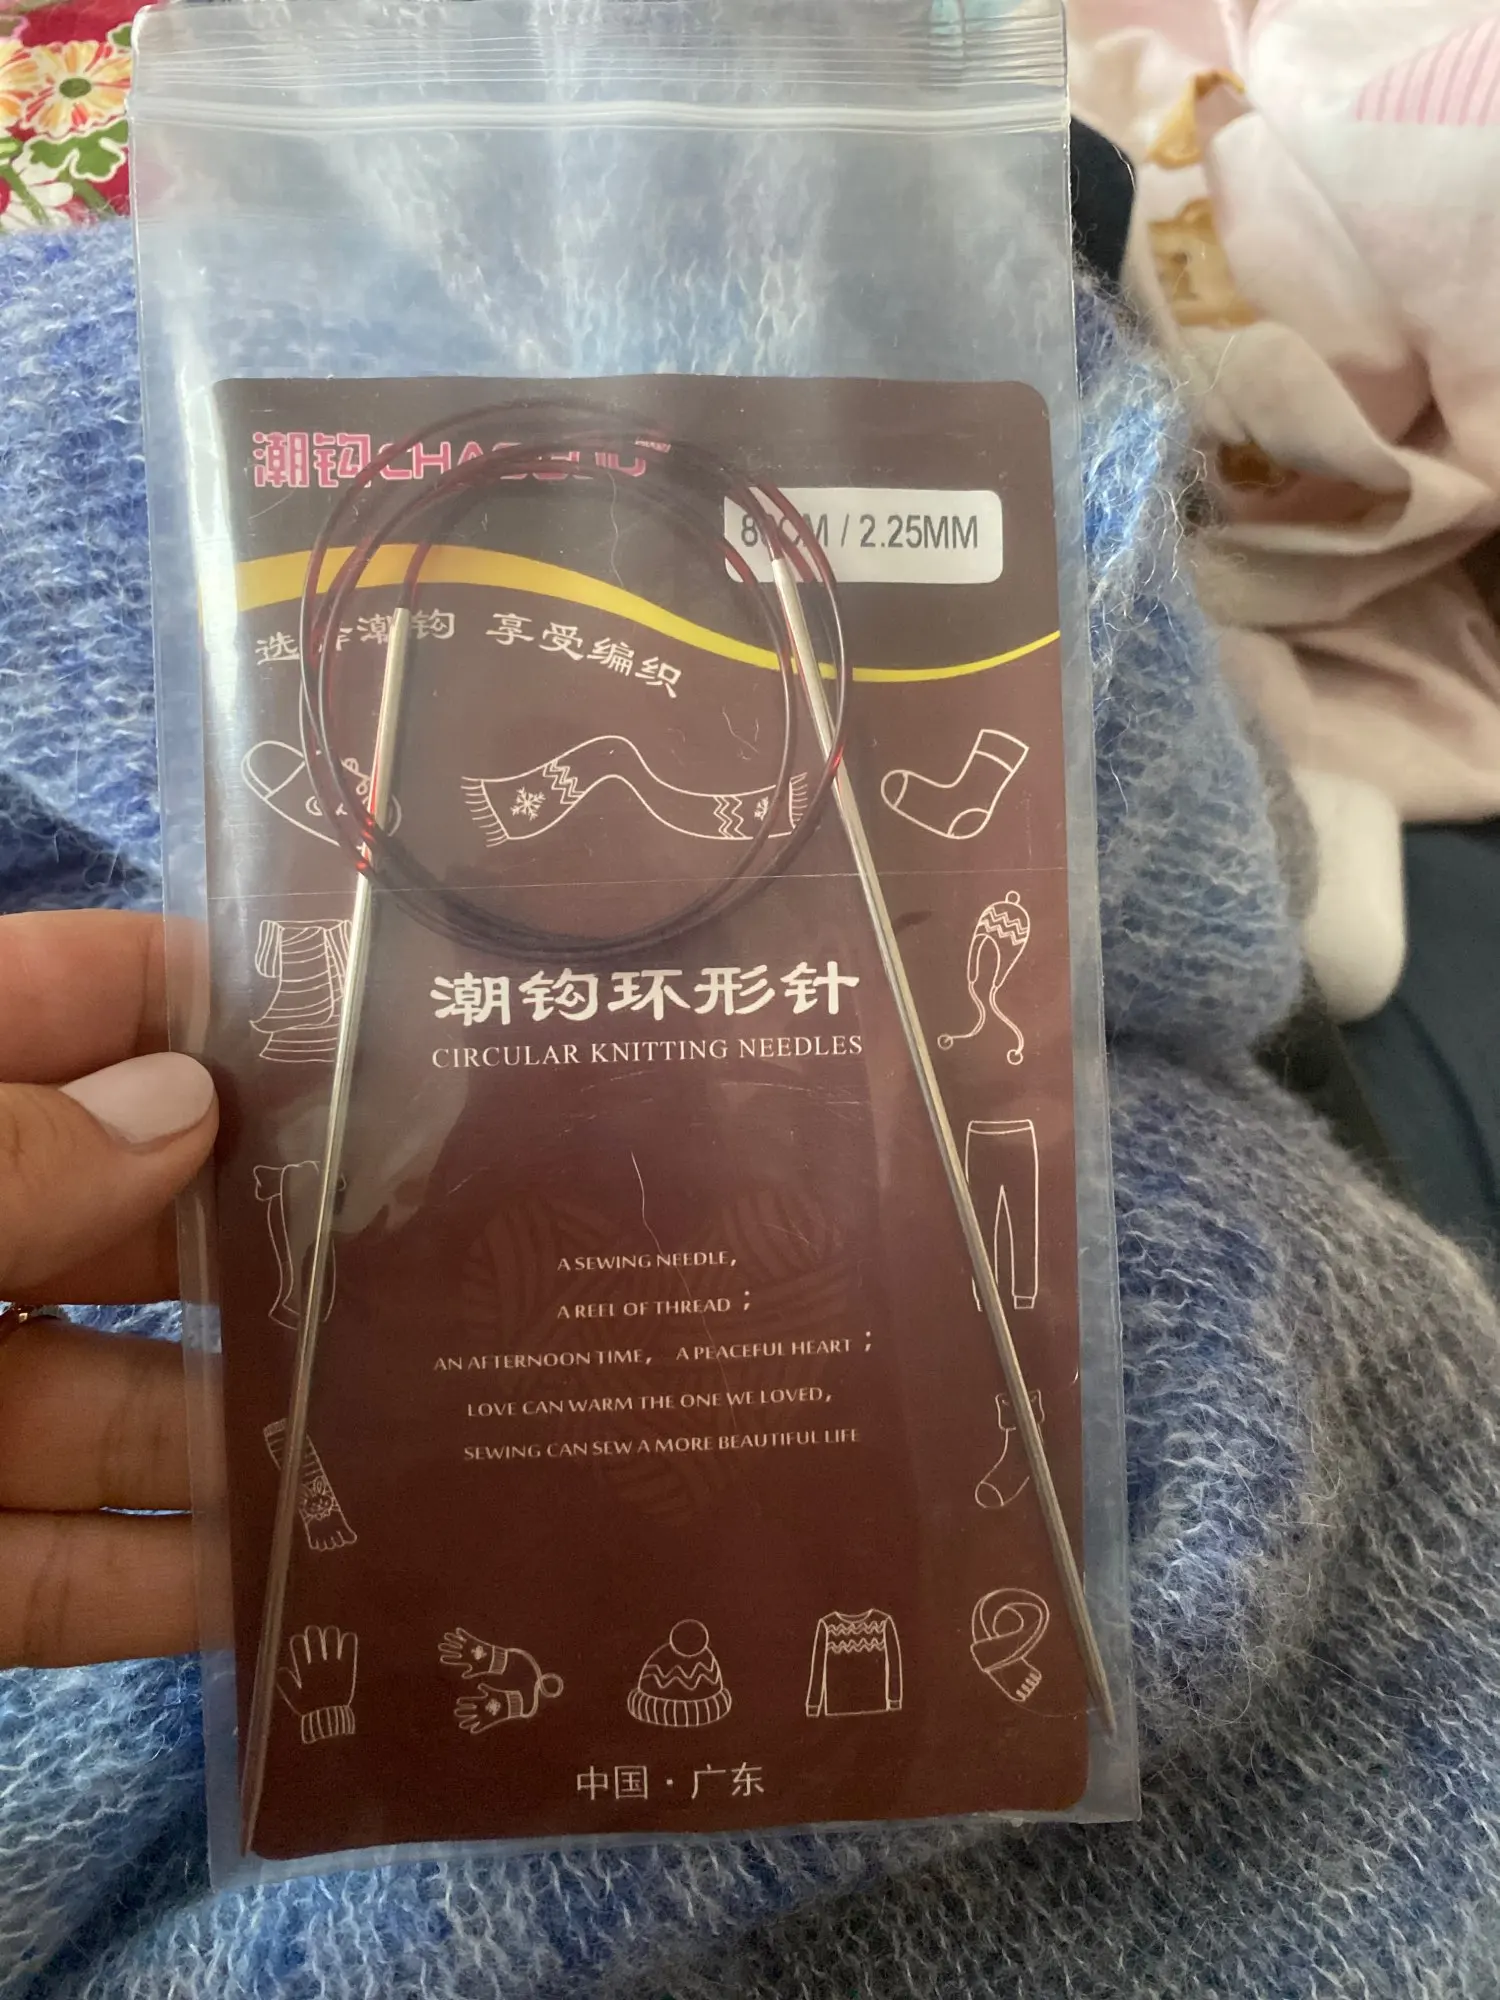 潮钩
/ 2.25MM
潮钩 享受编织
潮钩环形针
CIRCULAR KNITTING NEEDLES
A SEWING NEEDLE,
A REEL OF THREAD；
AN AFTERNOON TIME， A PEACEFUL HEART；
LOVE CAN WARM THE ONE WE LOVED,
SEWING CAN SEW A MORE BEAUTIFUL LIFE
中国·广东